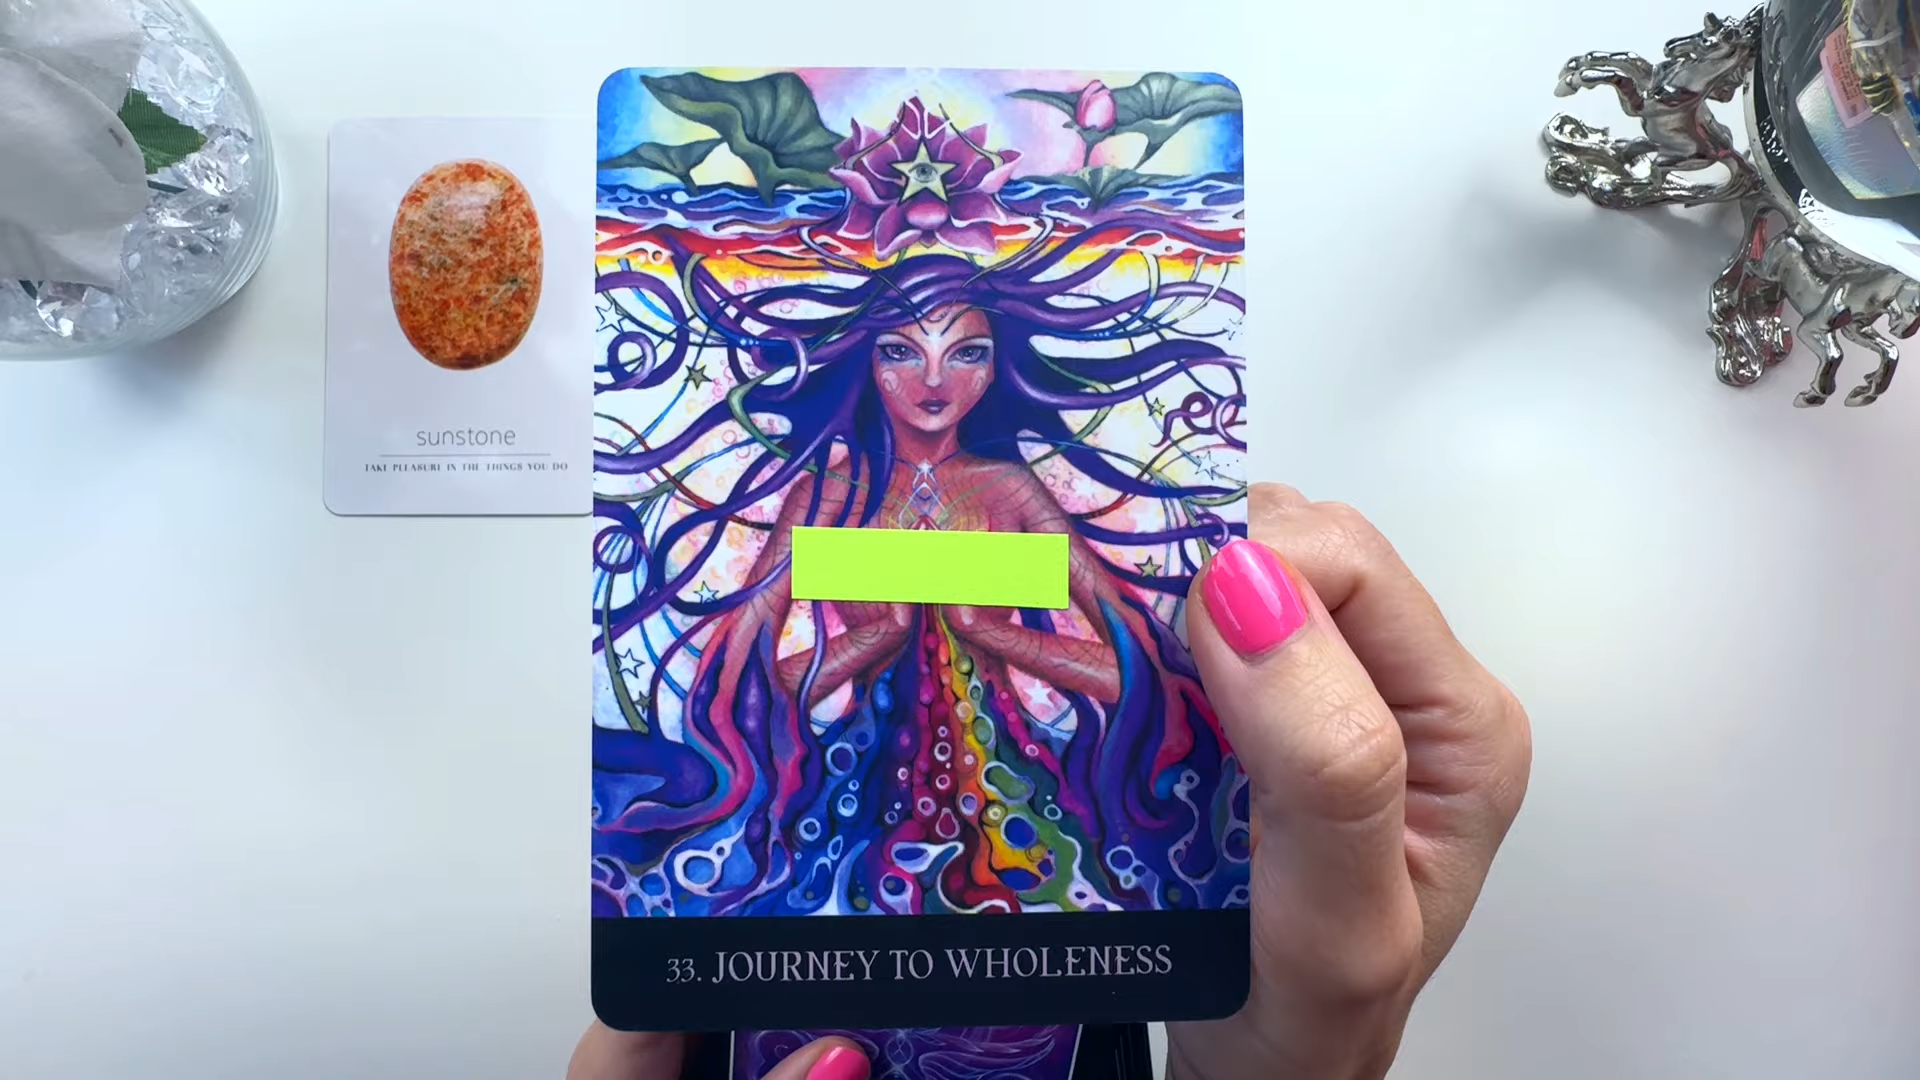 sunstone
TAKE PLEASURE IN THE THINGS YOU DO
33. JOURNEY TO WHOLENESS